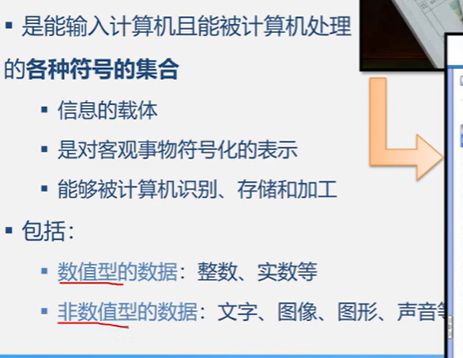 ▪ 是能输入计算机且能被计算机处理
的各种符号的集合
▪ 信息的载体
▪ 是对客观事物符号化的表示
▪ 能够被计算机识别、存储和加工
▪ 包括：
▪ 数值型的数据：整数、实数等
▪ 非数值型的数据：文字、图像、图形、声音等